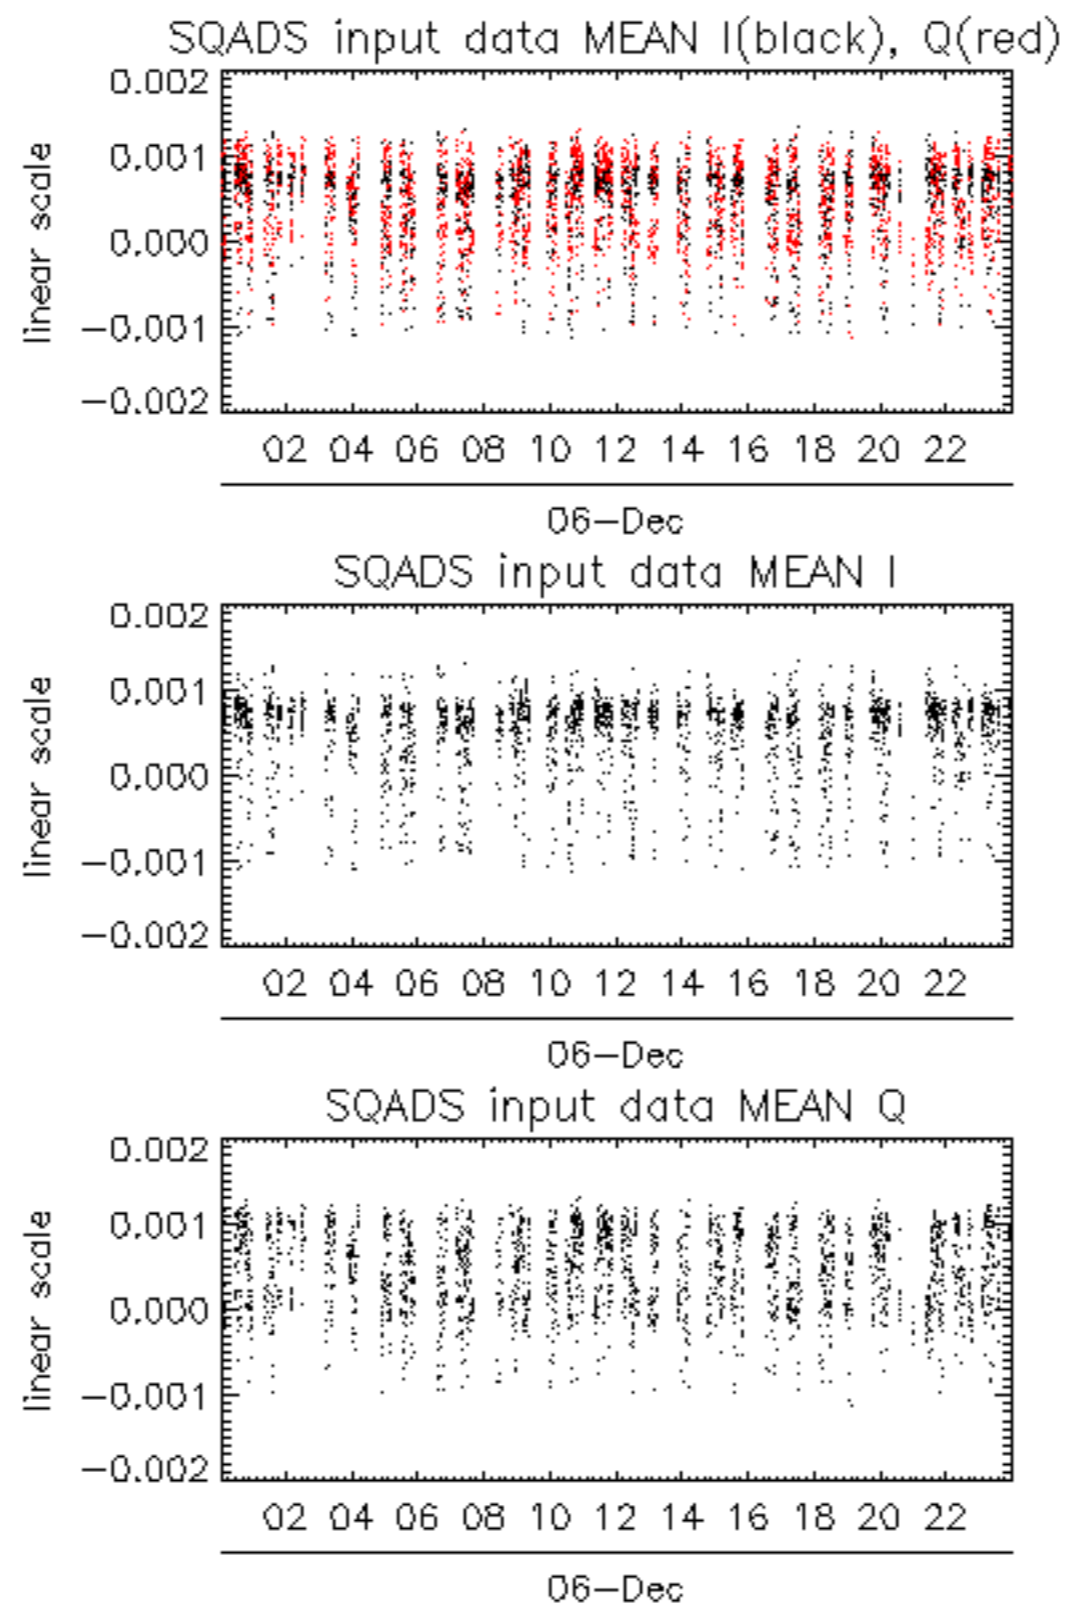 SQADS input data MEAN I(black), Q(red)
0.002
0.001
0.000
−0.001
−0.002
linear scale
02 04 06 08 10 12 14 16 18 20 22
06−Dec
SQADS input data MEAN I
0.002
0.001
0.000
−0.001
−0.002
linear scale
02 04 06 08 10 12 14 16 18 20 22
06−Dec
SQADS input data MEAN Q
0.002
0.001
0.000
−0.001
−0.002
linear scale
02 04 06 08 10 12 14 16 18 20 22
06−Dec